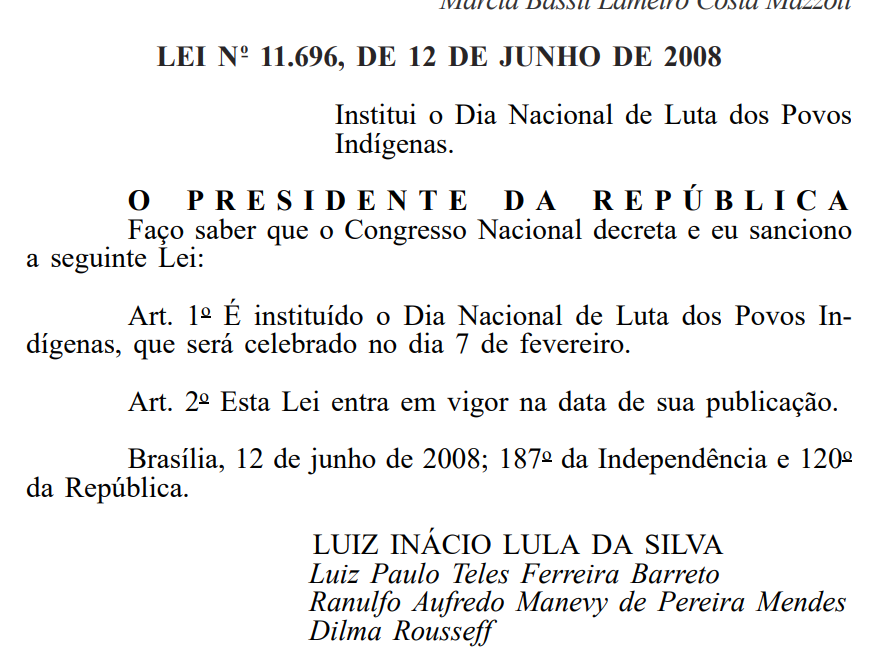 Márcia Bassit Lameiro Costa Mazzoli
LEI Nº 11.696, DE 12 DE JUNHO DE 2008
Institui o Dia Nacional de Luta dos Povos
Indígenas.
O PRESIDENTE DA REPÚBLICA
Faço saber que o Congresso Nacional decreta e eu sanciono
a seguinte Lei:
Art. 1º É instituído o Dia Nacional de Luta dos Povos In-
dígenas, que será celebrado no dia 7 de fevereiro.
Art. 2º Esta Lei entra em vigor na data de sua publicação.
Brasília, 12 de junho de 2008; 187º da Independência e 120º
da República.
LUIZ INÁCIO LULA DA SILVA
Luiz Paulo Teles Ferreira Barreto
Ranulfo Aufredo Manevy de Pereira Mendes
Dilma Rousseff